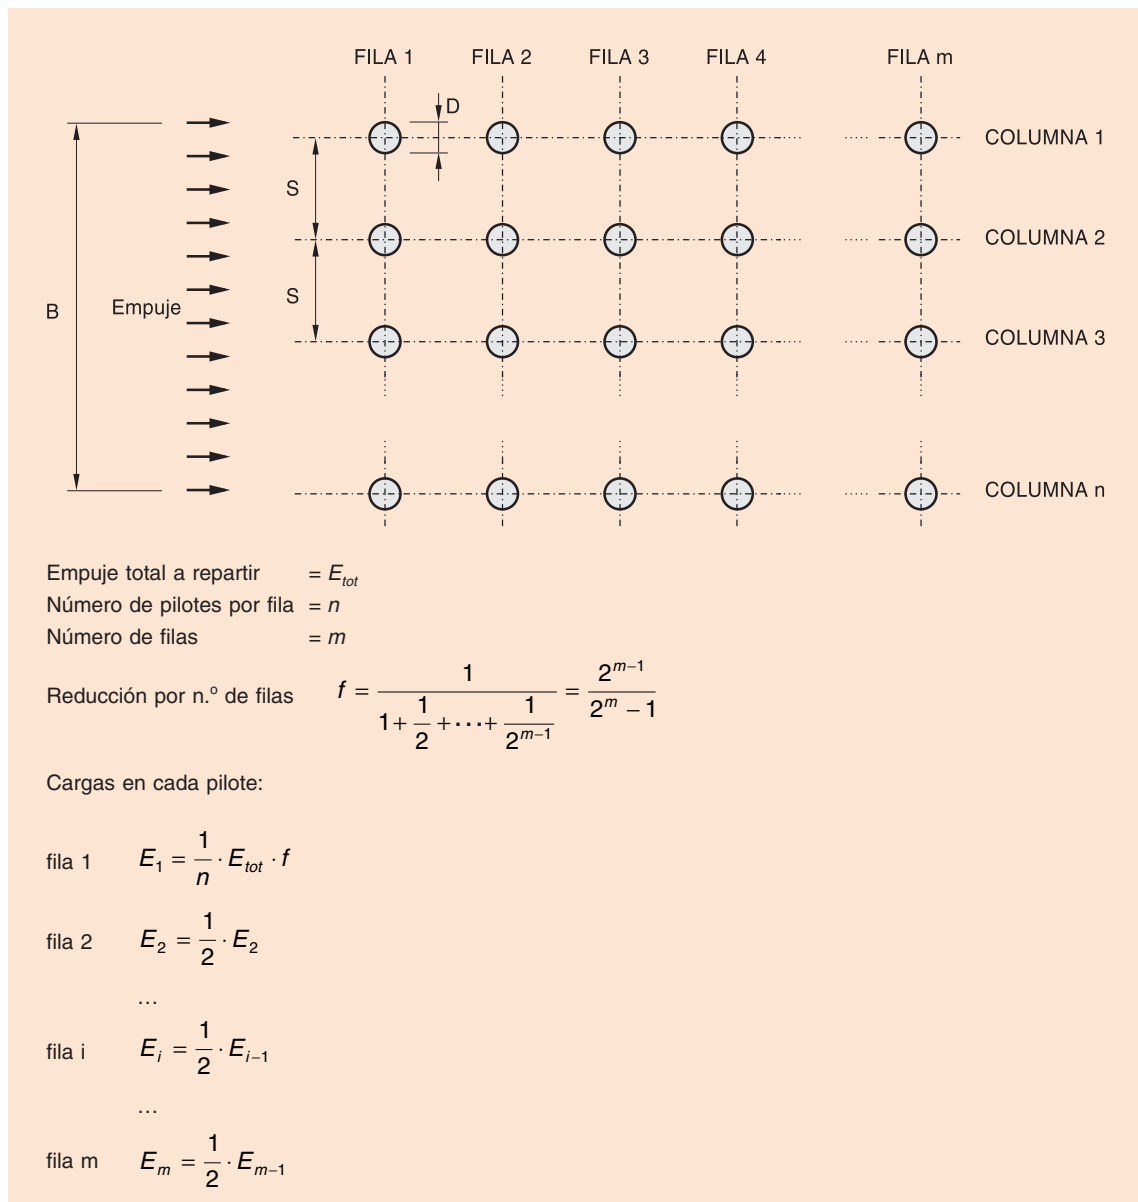 FILA 1 FILA 2 FILA 3 FILA 4 FILA m
D
COLUMNA 1
S
COLUMNA 2
S
B Empuje
COLUMNA 3
COLUMNA n
Empuje total a repartir = E_tot
Número de pilotes por fila = n
Número de filas = m
Reducción por n.º de filas f = 1 / (1 + 1/2 + ··· + 1/2^(m–1)) = 2^(m–1) / (2^m – 1)
Cargas en cada pilote:
fila 1 E_1 = 1/n · E_tot · f
fila 2 E_2 = 1/2 · E_2
...
fila i E_i = 1/2 · E_(i–1)
...
fila m E_m = 1/2 · E_(m–1)